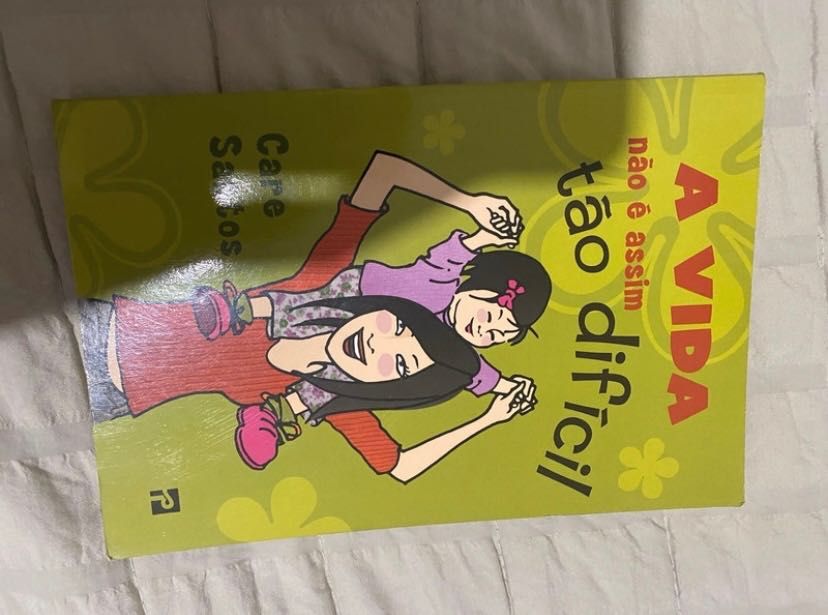 A VIDA
não é assim
tão difícil
Care
Santos